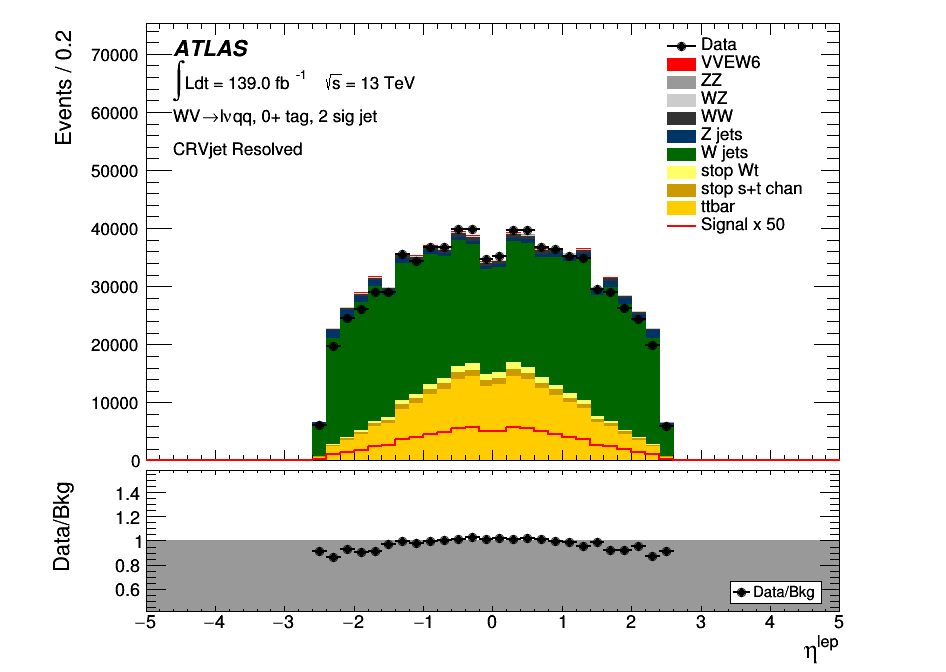 ATLAS
∫Ldt = 139.0 fb⁻¹ √s = 13 TeV
WV→lνqq, 0+ tag, 2 sig jet
CRVjet Resolved
Data
VVEW6
ZZ
WZ
WW
Z jets
W jets
stop Wt
stop s+t chan
ttbar
Signal x 50
Events / 0.2
70000
60000
50000
40000
30000
20000
10000
0
Data/Bkg
1.4
1.2
1
0.8
0.6
Data/Bkg
−5 −4 −3 −2 −1 0 1 2 3 4 5
η^lep